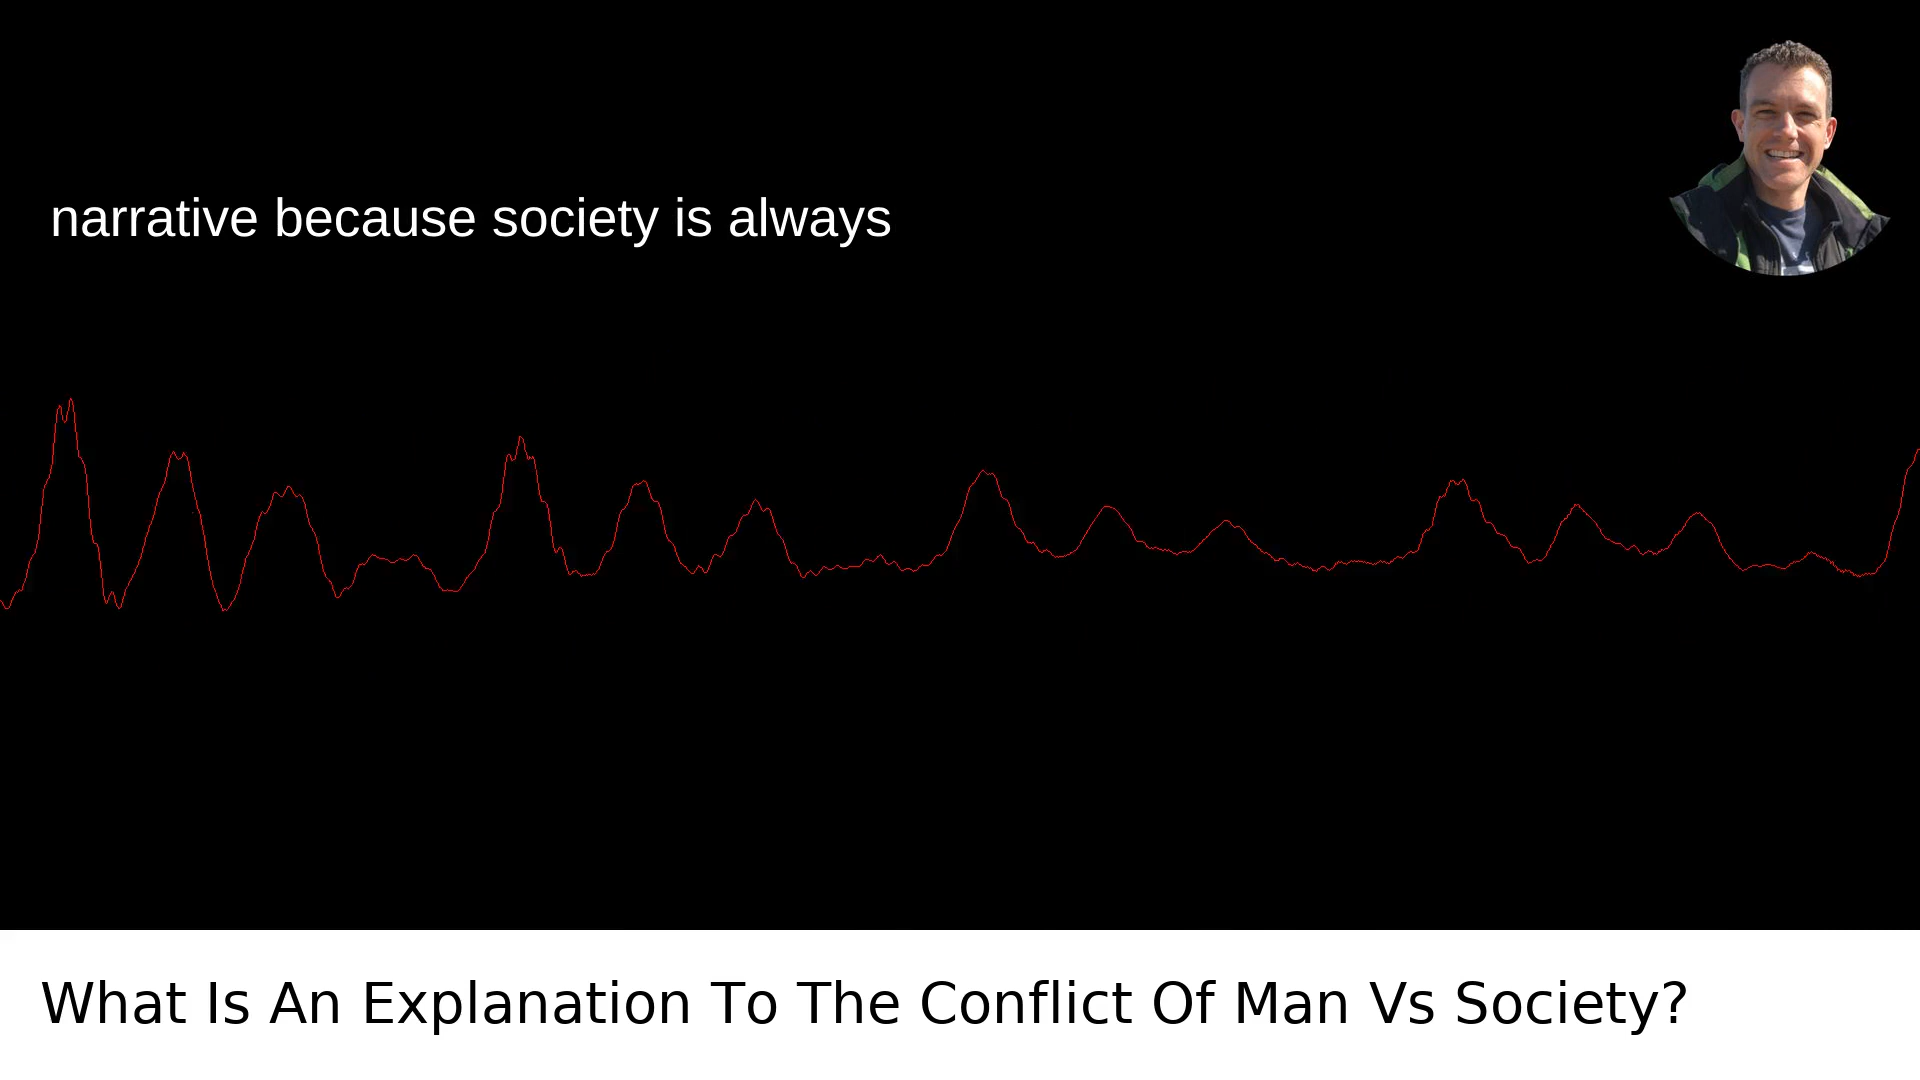 narrative because society is always
What Is An Explanation To The Conflict Of Man Vs Society?